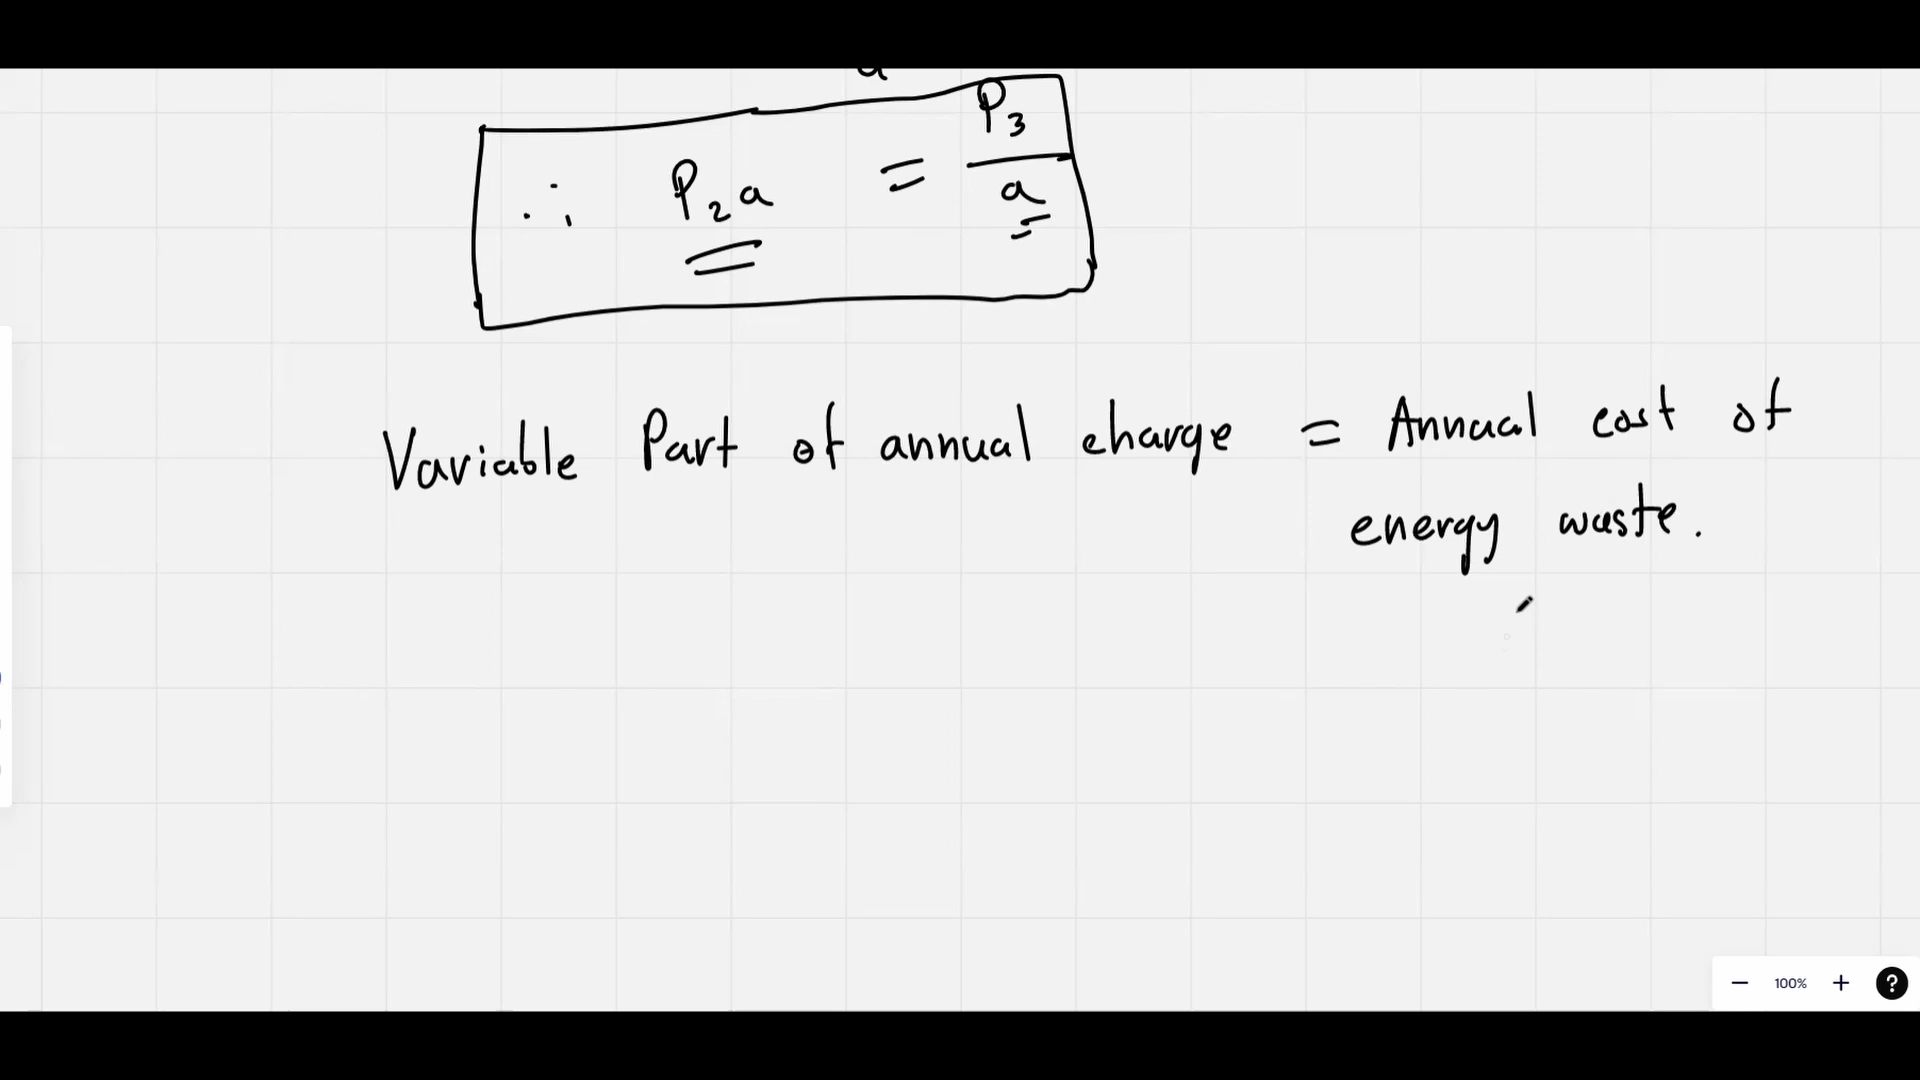 ∴ P₂a = P₃/a
Variable Part of annual charge = Annual cost of
energy waste.
− 100% + ?